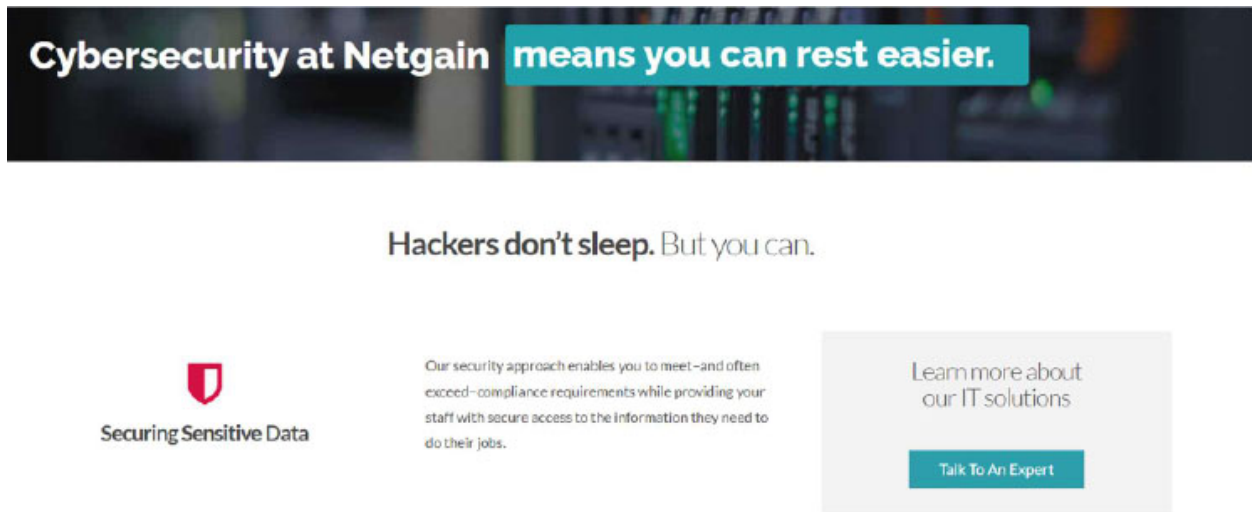 Cybersecurity at Netgain means you can rest easier.
Hackers don't sleep. But you can.
Securing Sensitive Data
Our security approach enables you to meet–and often
exceed–compliance requirements while providing your
staff with secure access to the information they need to
do their jobs.
Learn more about
our IT solutions
Talk To An Expert